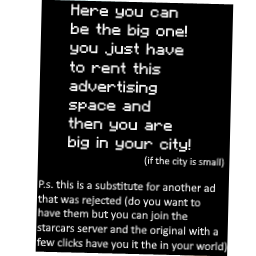 Here you can
be the big one!
you just have
to rent this
advertising
space and
then you are
big in your city!
(if the city is small)
P.s. this is a substitute for another ad
that was rejected (do you want to
have them but you can join the
starcars server and the original with a
few clicks have you it the in your world)